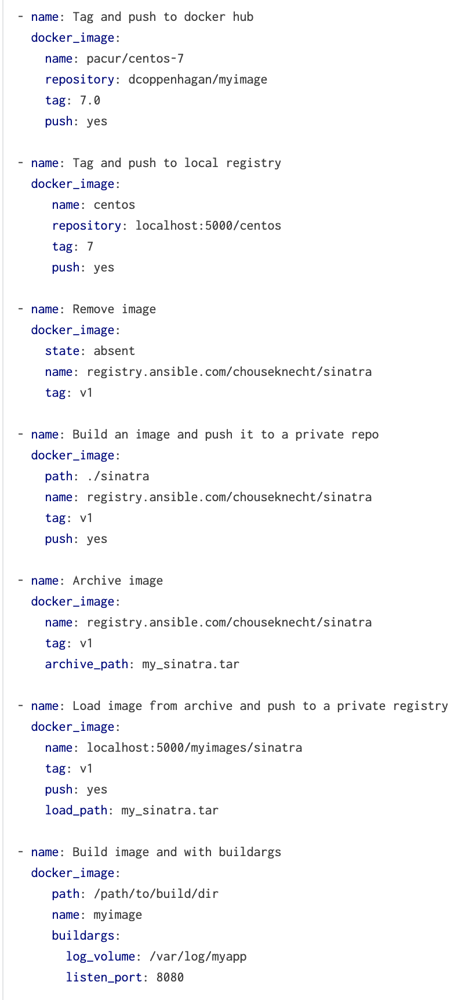 - name: Tag and push to docker hub
  docker_image:
    name: pacur/centos-7
    repository: dcoppenhagan/myimage
    tag: 7.0
    push: yes

- name: Tag and push to local registry
  docker_image:
     name: centos
     repository: localhost:5000/centos
     tag: 7
     push: yes

- name: Remove image
  docker_image:
    state: absent
    name: registry.ansible.com/chouseknecht/sinatra
    tag: v1

- name: Build an image and push it to a private repo
  docker_image:
    path: ./sinatra
    name: registry.ansible.com/chouseknecht/sinatra
    tag: v1
    push: yes

- name: Archive image
  docker_image:
    name: registry.ansible.com/chouseknecht/sinatra
    tag: v1
    archive_path: my_sinatra.tar

- name: Load image from archive and push to a private registry
  docker_image:
    name: localhost:5000/myimages/sinatra
    tag: v1
    push: yes
    load_path: my_sinatra.tar

- name: Build image and with buildargs
  docker_image:
     path: /path/to/build/dir
     name: myimage
     buildargs:
       log_volume: /var/log/myapp
       listen_port: 8080